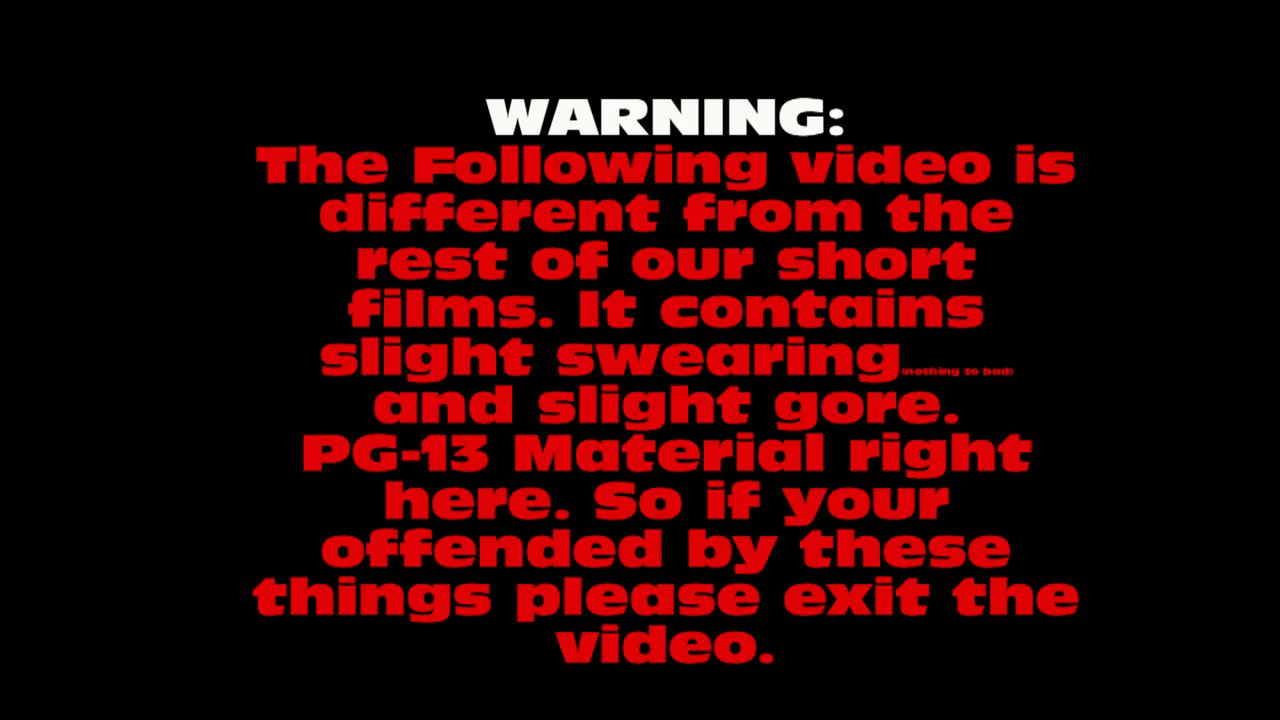 WARNING:
The Following video is
different from the
rest of our short
films. It contains
slight swearing(nothing to bad)
and slight gore.
PG-13 Material right
here. So if your
offended by these
things please exit the
video.